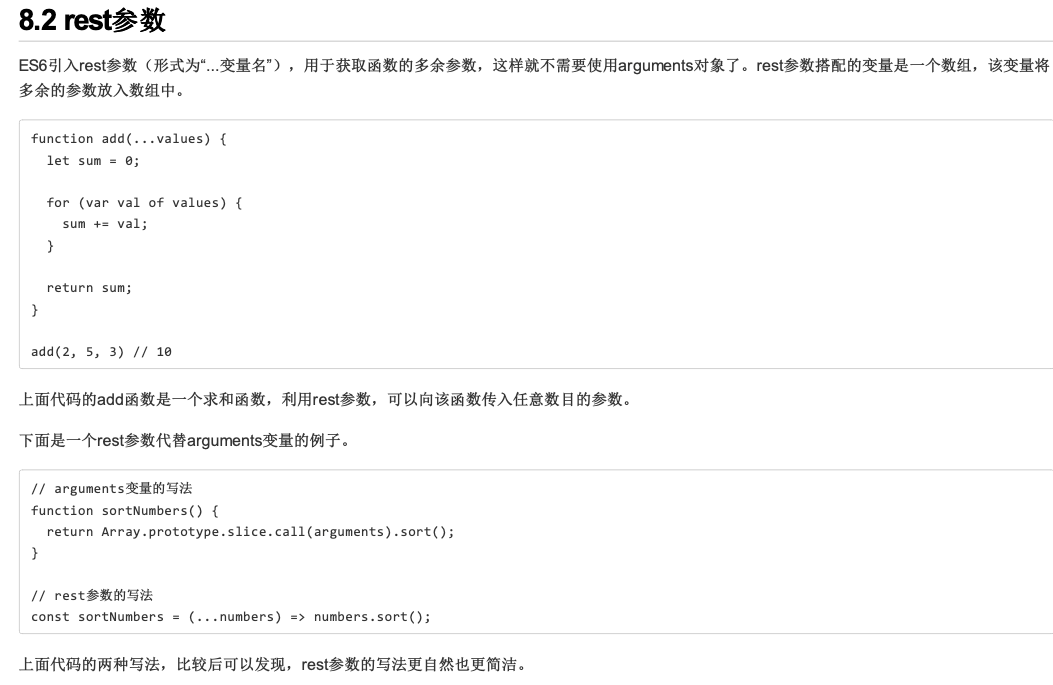 8.2 rest参数
ES6引入rest参数（形式为“...变量名”），用于获取函数的多余参数，这样就不需要使用arguments对象了。rest参数搭配的变量是一个数组，该变量将
多余的参数放入数组中。
function add(...values) {
  let sum = 0;
  for (var val of values) {
    sum += val;
  }
  return sum;
}
add(2, 5, 3) // 10
上面代码的add函数是一个求和函数，利用rest参数，可以向该函数传入任意数目的参数。
下面是一个rest参数代替arguments变量的例子。
// arguments变量的写法
function sortNumbers() {
  return Array.prototype.slice.call(arguments).sort();
}
// rest参数的写法
const sortNumbers = (...numbers) => numbers.sort();
上面代码的两种写法，比较后可以发现，rest参数的写法更自然也更简洁。